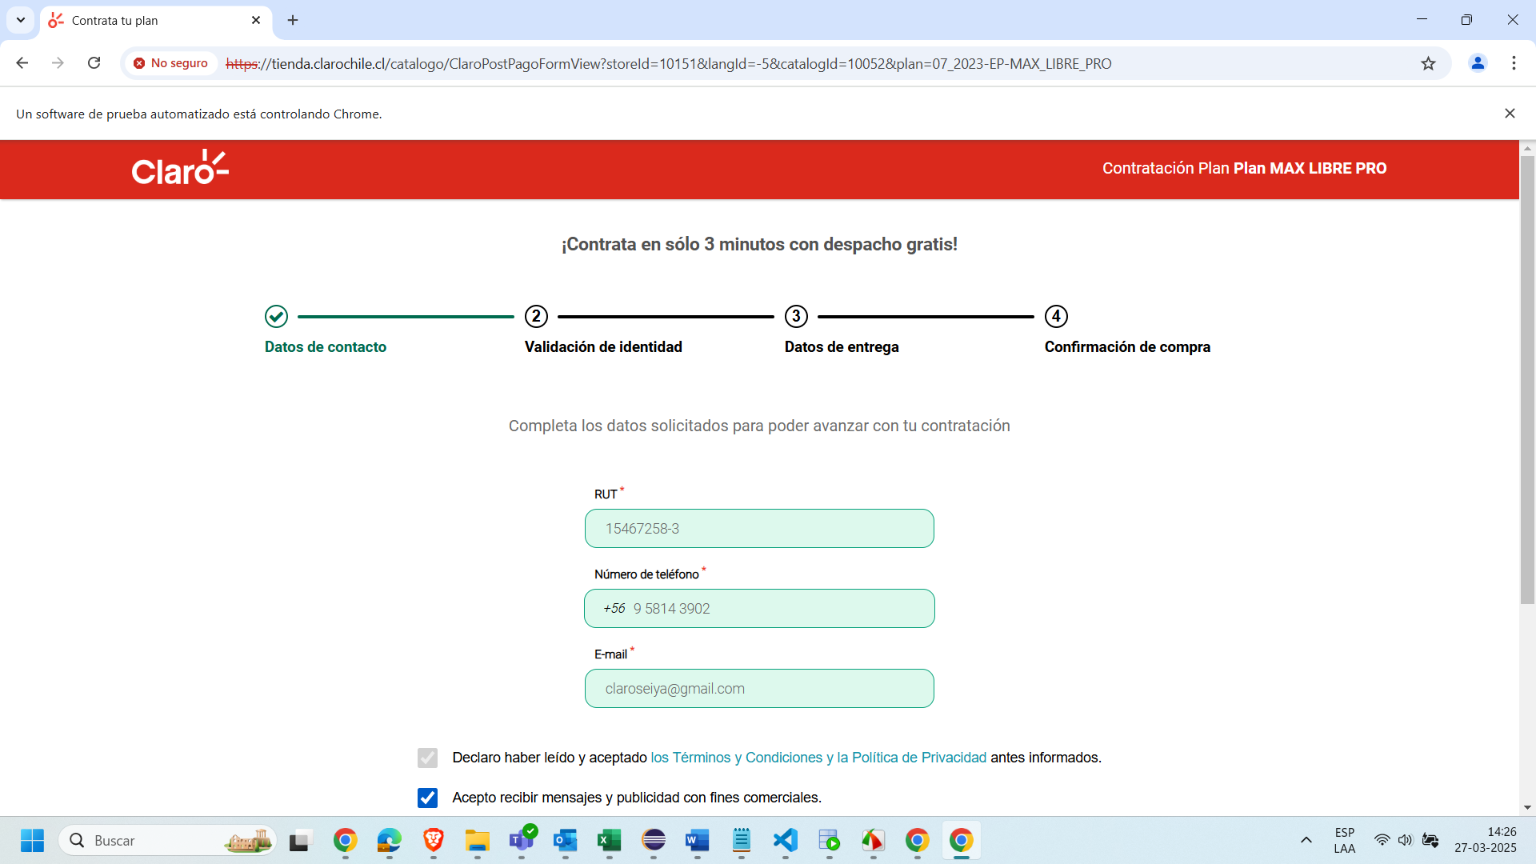 Contrata tu plan
No seguro
https://tienda.clarochile.cl/catalogo/ClaroPostPagoFormView?storeId=10151&langId=-5&catalogId=10052&plan=07_2023-EP-MAX_LIBRE_PRO
Un software de prueba automatizado está controlando Chrome.
Claro
Contratación Plan Plan MAX LIBRE PRO
¡Contrata en sólo 3 minutos con despacho gratis!
2 3 4
Datos de contacto Validación de identidad Datos de entrega Confirmación de compra
Completa los datos solicitados para poder avanzar con tu contratación
RUT *
15467258-3
Número de teléfono *
+56 9 5814 3902
E-mail *
claroseiya@gmail.com
Declaro haber leído y aceptado los Términos y Condiciones y la Política de Privacidad antes informados.
Acepto recibir mensajes y publicidad con fines comerciales.
Buscar
ESP
LAA
14:26
27-03-2025